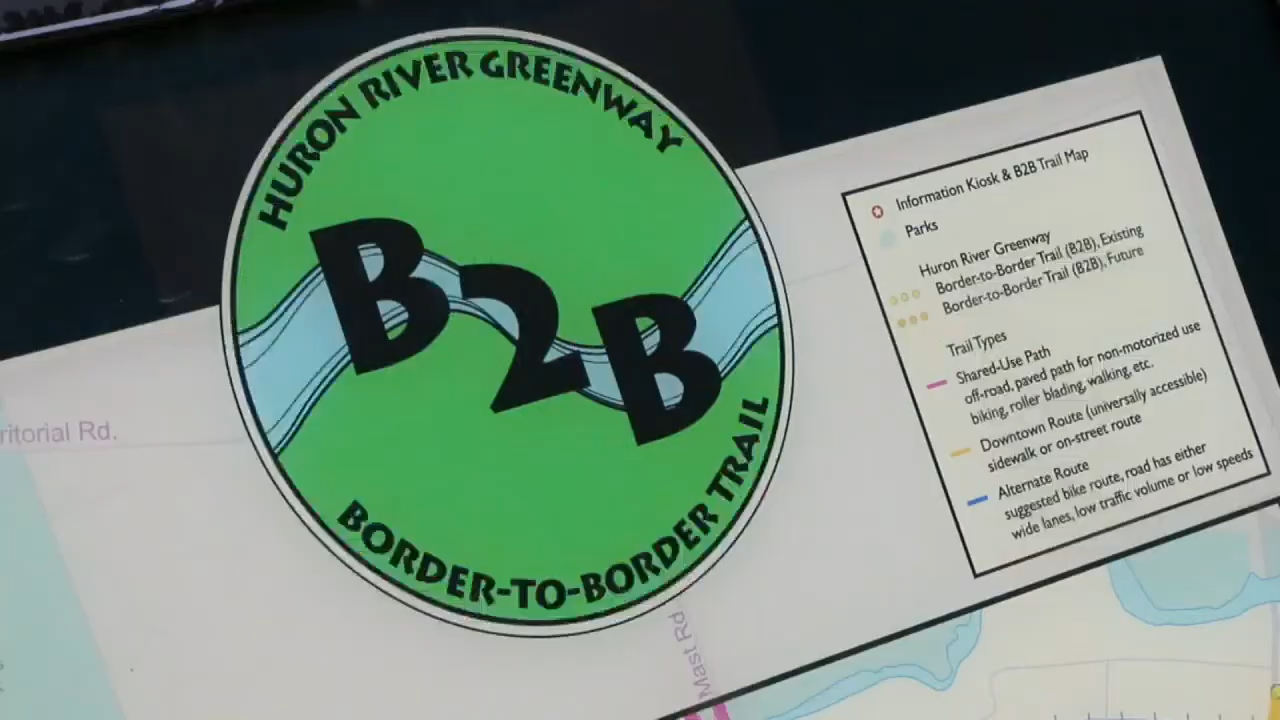 HURON RIVER GREENWAY
B2B
BORDER-TO-BORDER TRAIL
Information Kiosk & B2B Trail Map
Parks
Huron River Greenway
Border-to-Border Trail (B2B), Existing
Border-to-Border Trail (B2B), Future
Trail Types
Shared-Use Path
off-road, paved path for non-motorized use
biking, roller blading, walking, etc.
Downtown Route (universally accessible)
sidewalk or on-street route
Alternate Route
suggested bike route, road has either
wide lanes, low traffic volume or low speeds
ritorial Rd.
Mast Rd